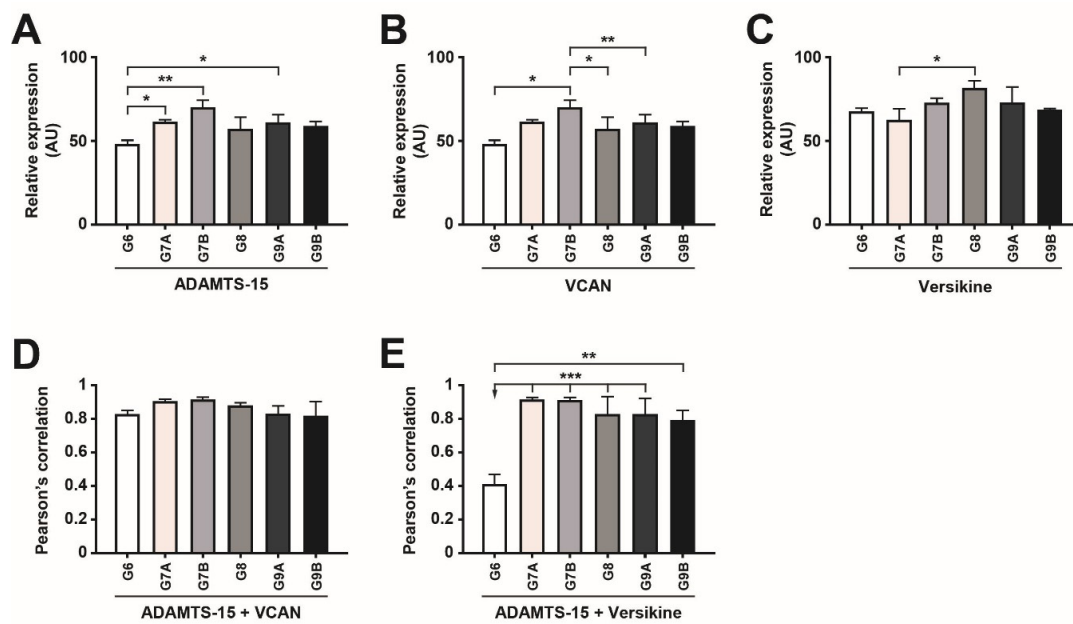 A
Relative expression
(AU)
100
50
0
*
**
*
G6
G7A
G7B
G8
G9A
G9B
ADAMTS-15
B
Relative expression
(AU)
100
50
0
**
*
*
G6
G7A
G7B
G8
G9A
G9B
VCAN
C
Relative expression
(AU)
100
50
0
*
G6
G7A
G7B
G8
G9A
G9B
Versikine
D
Pearson's correlation
1
0.8
0.6
0.4
0.2
0
G6
G7A
G7B
G8
G9A
G9B
ADAMTS-15 + VCAN
E
Pearson's correlation
1
0.8
0.6
0.4
0.2
0
**
***
G6
G7A
G7B
G8
G9A
G9B
ADAMTS-15 + Versikine